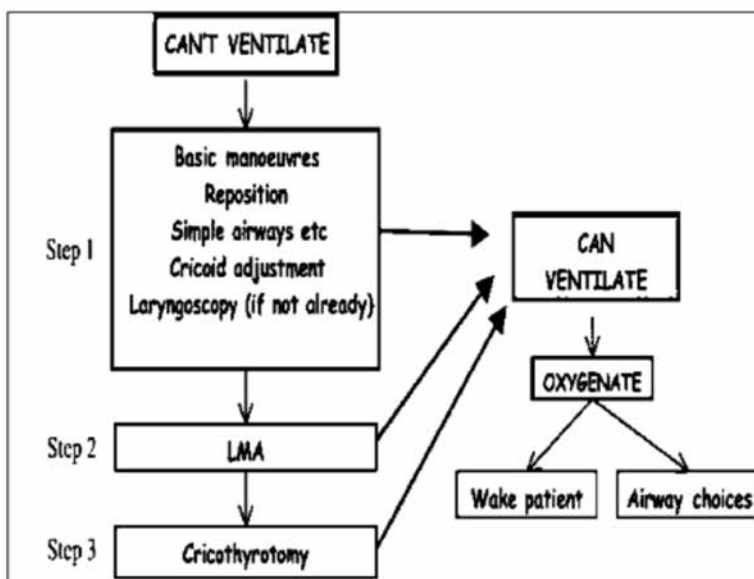 CAN'T VENTILATE
Step 1
Basic manoeuvres
Reposition
Simple airways etc
Cricoid adjustment
Laryngoscopy (if not already)
CAN
VENTILATE
OXYGENATE
Wake patient
Airway choices
Step 2
LMA
Step 3
Cricothyrotomy